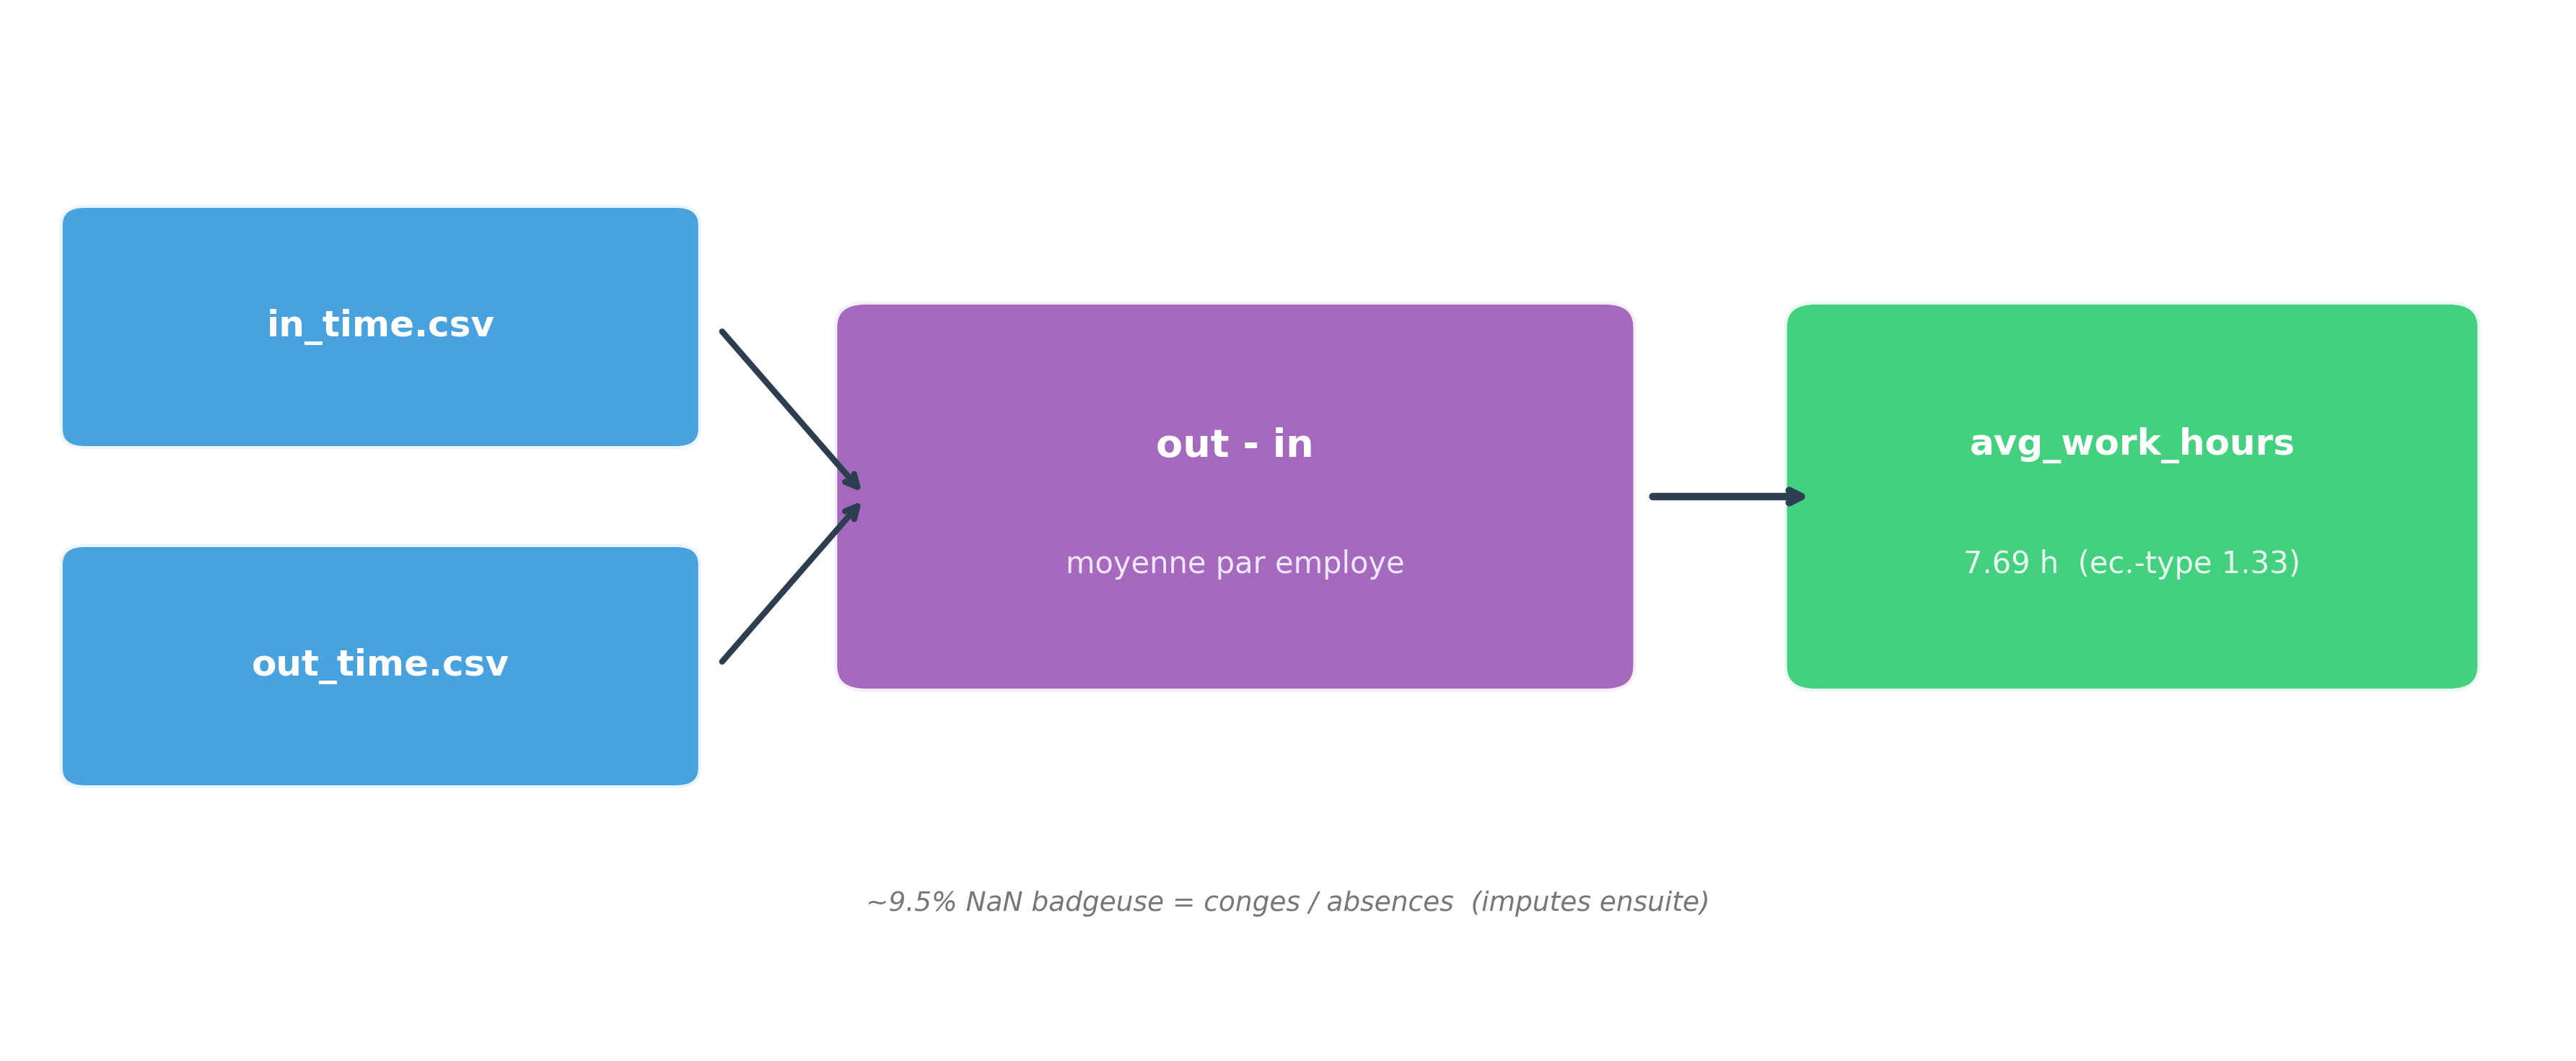 in_time.csv
out_time.csv
out - in
moyenne par employe
avg_work_hours
7.69 h  (ec.-type 1.33)
~9.5% NaN badgeuse = conges / absences  (imputes ensuite)